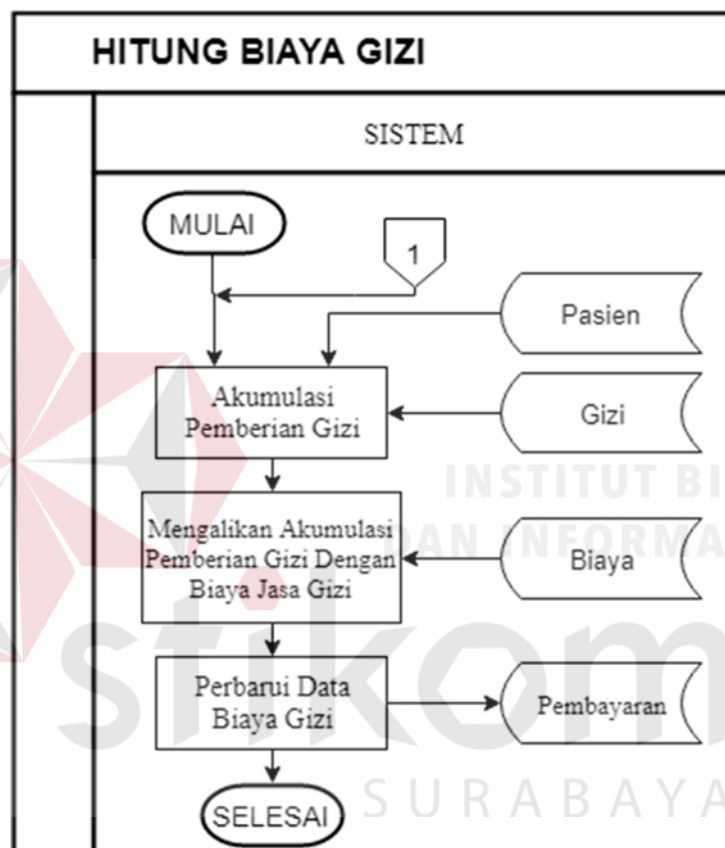 HITUNG BIAYA GIZI
SISTEM
MULAI
1
Pasien
Akumulasi
Pemberian Gizi
Gizi
INSTITUT BI
DAN INFORMA
Mengalikan Akumulasi
Pemberian Gizi Dengan
Biaya Jasa Gizi
Biaya
stikom
Perbarui Data
Biaya Gizi
Pembayaran
SELESAI
SURABAYA